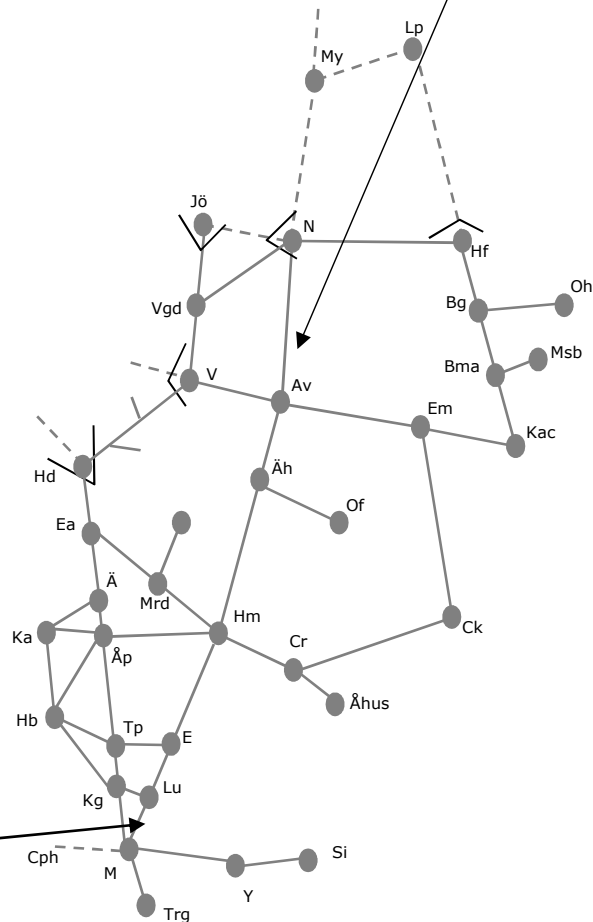 Lp
My
Jö
N
Hf
Oh
Vgd
Bg
Msb
V
Bma
Av
Em
Kac
Äh
Hd
Of
Ea
Ä
Mrd
Hm
Ck
Ka
Cr
Åp
Åhus
Hb
Tp
E
Lu
Kg
Cph
Si
M
Y
Trg